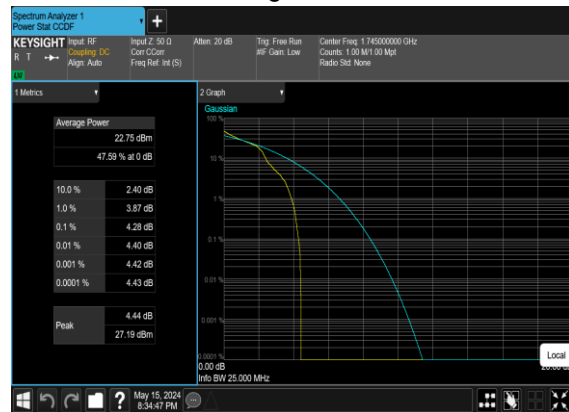 Spectrum Analyzer 1
Power Stat CCDF
+
KEYSIGHT Input: RF Input Z: 50 Ω Atten: 20 dB Trig: Free Run Center Freq: 1.745000000 GHz
R T Coupling: DC Corr CCorr #IF Gain: Low Counts: 1.00 M/1.00 Mpt
Align: Auto Freq Ref: Int (S) Radio Std: None
LW
1 Metrics
2 Graph
Average Power
22.75 dBm
47.59 % at 0 dB
10.0 % 2.40 dB
1.0 % 3.87 dB
0.1 % 4.28 dB
0.01 % 4.40 dB
0.001 % 4.42 dB
0.0001 % 4.43 dB
Peak
4.44 dB
27.19 dBm
Gaussian
100 %
10 %
1 %
0.1 %
0.01 %
0.001 %
0.0001 %
0.00 dB
Info BW 25.000 MHz
Local
?
May 15, 2024
8:34:47 PM